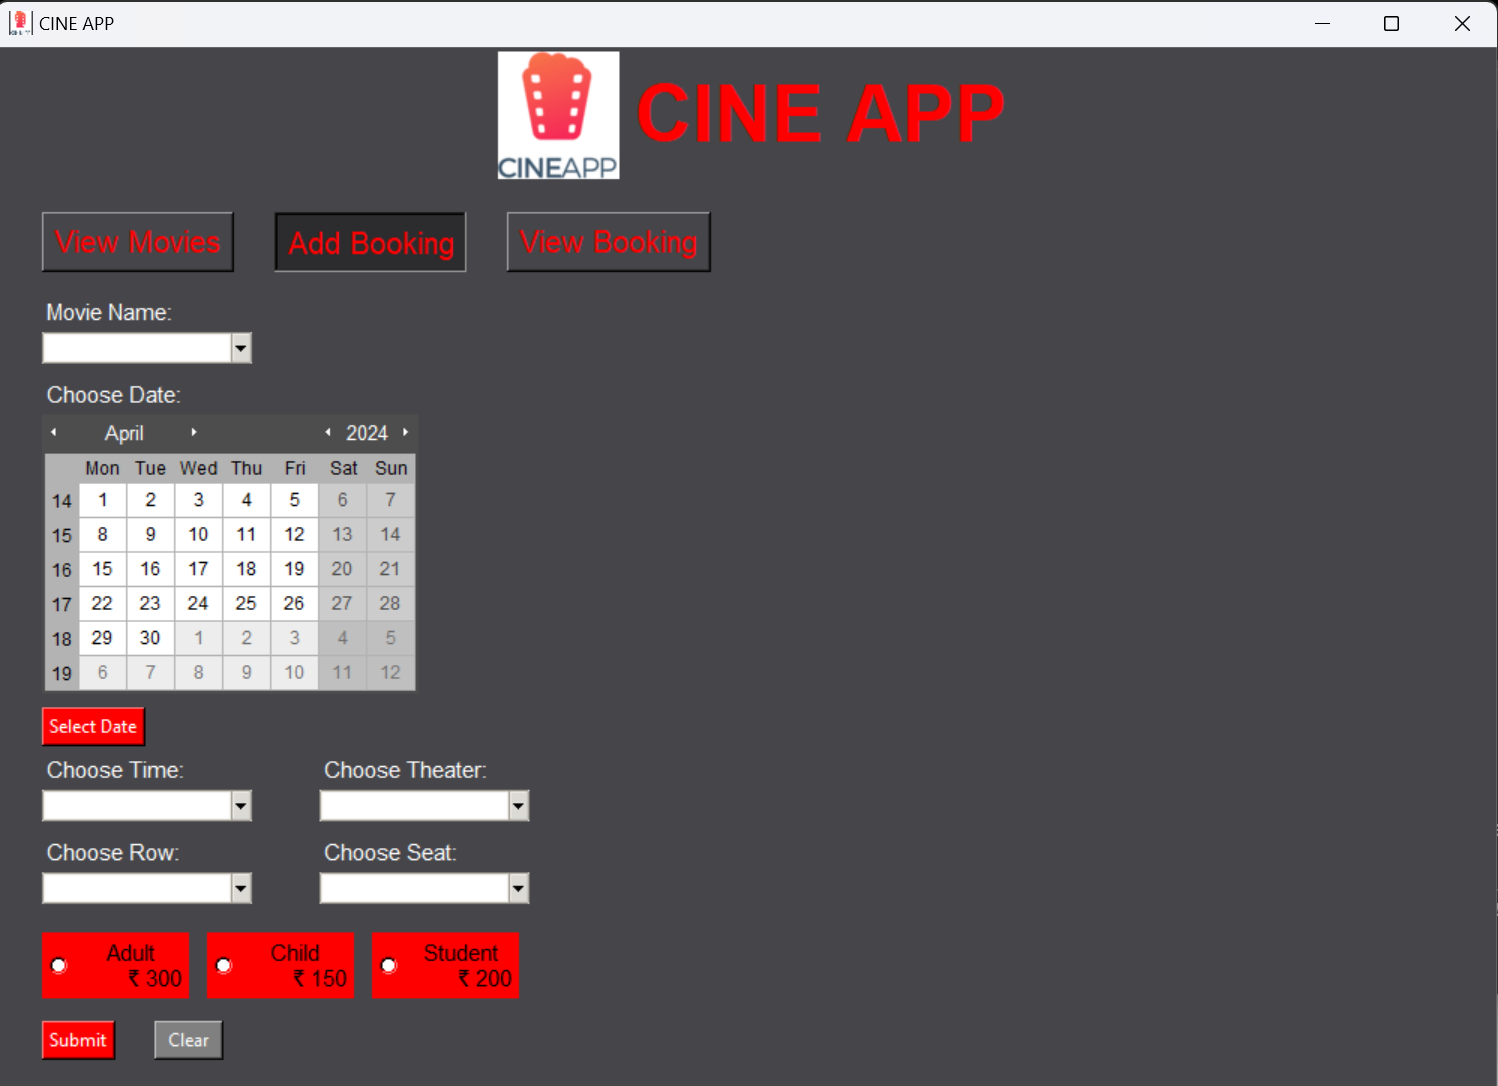 CINE APP
CINEAPP
CINE APP
View Movies Add Booking View Booking
Movie Name:
Choose Date:
April 2024
Mon Tue Wed Thu Fri Sat Sun
14 1 2 3 4 5 6 7
15 8 9 10 11 12 13 14
16 15 16 17 18 19 20 21
17 22 23 24 25 26 27 28
18 29 30 1 2 3 4 5
19 6 7 8 9 10 11 12
Select Date
Choose Time: Choose Theater:
Choose Row: Choose Seat:
Adult Child Student
₹ 300 ₹ 150 ₹ 200
Submit Clear